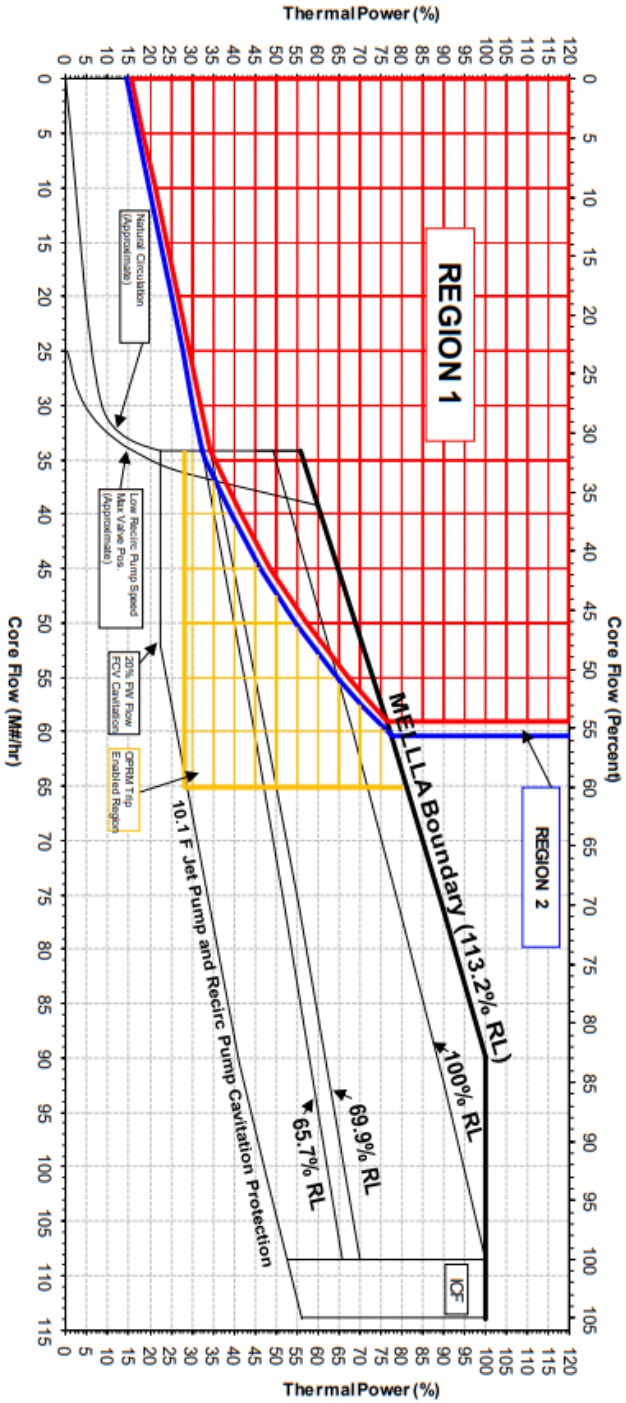 Core Flow (Percent)
0 5 10 15 20 25 30 35 40 45 50 55 60 65 70 75 80 85 90 95 100 105
Thermal Power (%)
120
115
110
105
100
95
90
85
80
75
70
65
60
55
50
45
40
35
30
25
20
15
10
5
0
REGION 1
REGION 2
MELLLA Boundary (113.2% RL)
100% RL
69.9% RL
65.7% RL
ICF
10.1 F Jet Pump and Recirc Pump Cavitation Protection
Natural Circulation
(Approximate)
Low Recirc Pump Speed
Max Valve Pos.
(Approximate)
20% FW Flow
FCV Cavitation
OPRM Trip
Enabled Region
Thermal Power (%)
120
115
110
105
100
95
90
85
80
75
70
65
60
55
50
45
40
35
30
25
20
15
10
5
0
0 5 10 15 20 25 30 35 40 45 50 55 60 65 70 75 80 85 90 95 100 105 110 115
Core Flow (M#/hr)